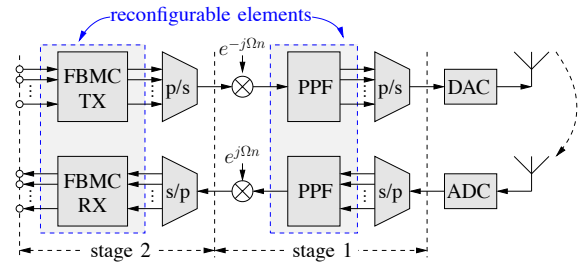 reconfigurable elements
e^{-jΩn}
FBMC
TX
p/s
PPF
p/s
DAC
e^{jΩn}
FBMC
RX
s/p
PPF
s/p
ADC
stage 2
stage 1